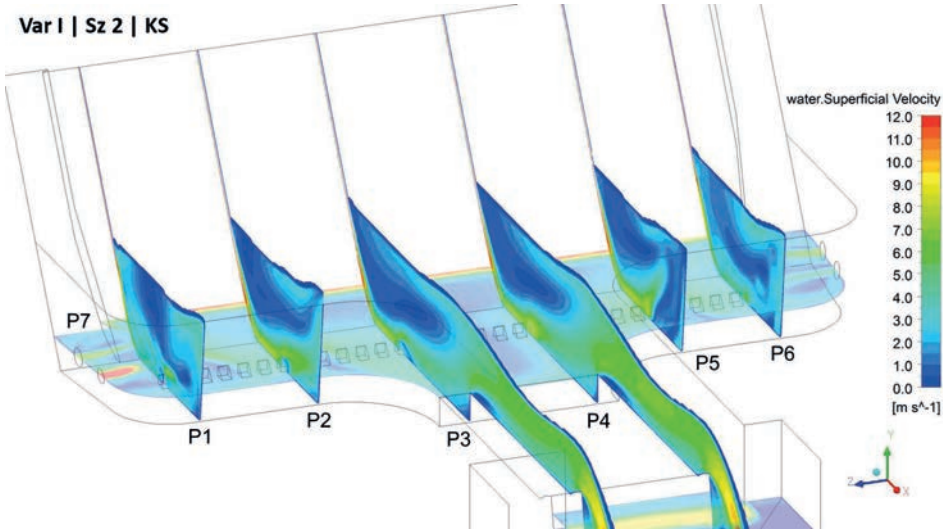 Var I | Sz 2 | KS
water.Superficial Velocity
12.0
11.0
10.0
9.0
8.0
7.0
6.0
5.0
4.0
3.0
2.0
1.0
0.0
[m s^-1]
P7
P1
P2
P3
P4
P5
P6
Y
Z
X